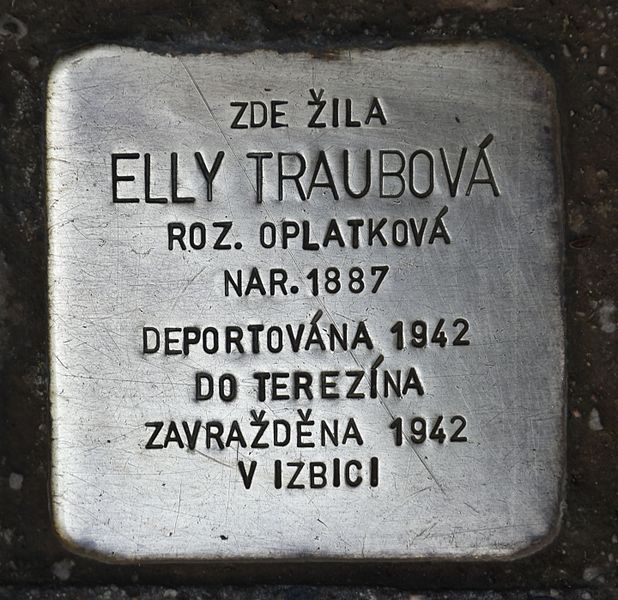 ZDE ŽILA
ELLY TRAUBOVÁ
ROZ. OPLATKOVÁ
NAR. 1887
DEPORTOVÁNA 1942
DO TEREZÍNA
ZAVRAŽDĚNA 1942
V IZBICI